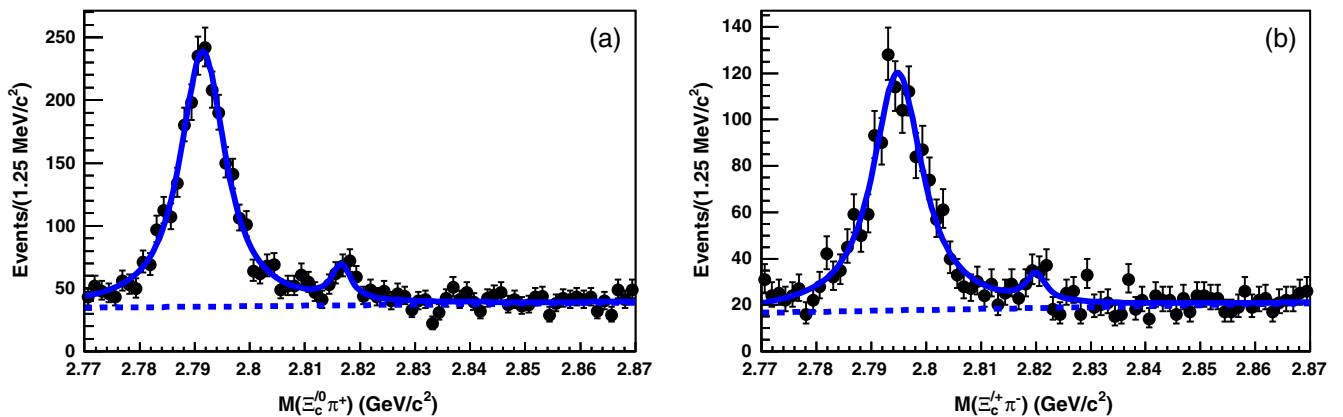 (a)
Events/(1.25 MeV/c²)
250
200
150
100
50
0
2.77 2.78 2.79 2.8 2.81 2.82 2.83 2.84 2.85 2.86 2.87
M(Ξc′⁰π⁺) (GeV/c²)
(b)
Events/(1.25 MeV/c²)
140
120
100
80
60
40
20
0
2.77 2.78 2.79 2.8 2.81 2.82 2.83 2.84 2.85 2.86 2.87
M(Ξc′⁺π⁻) (GeV/c²)